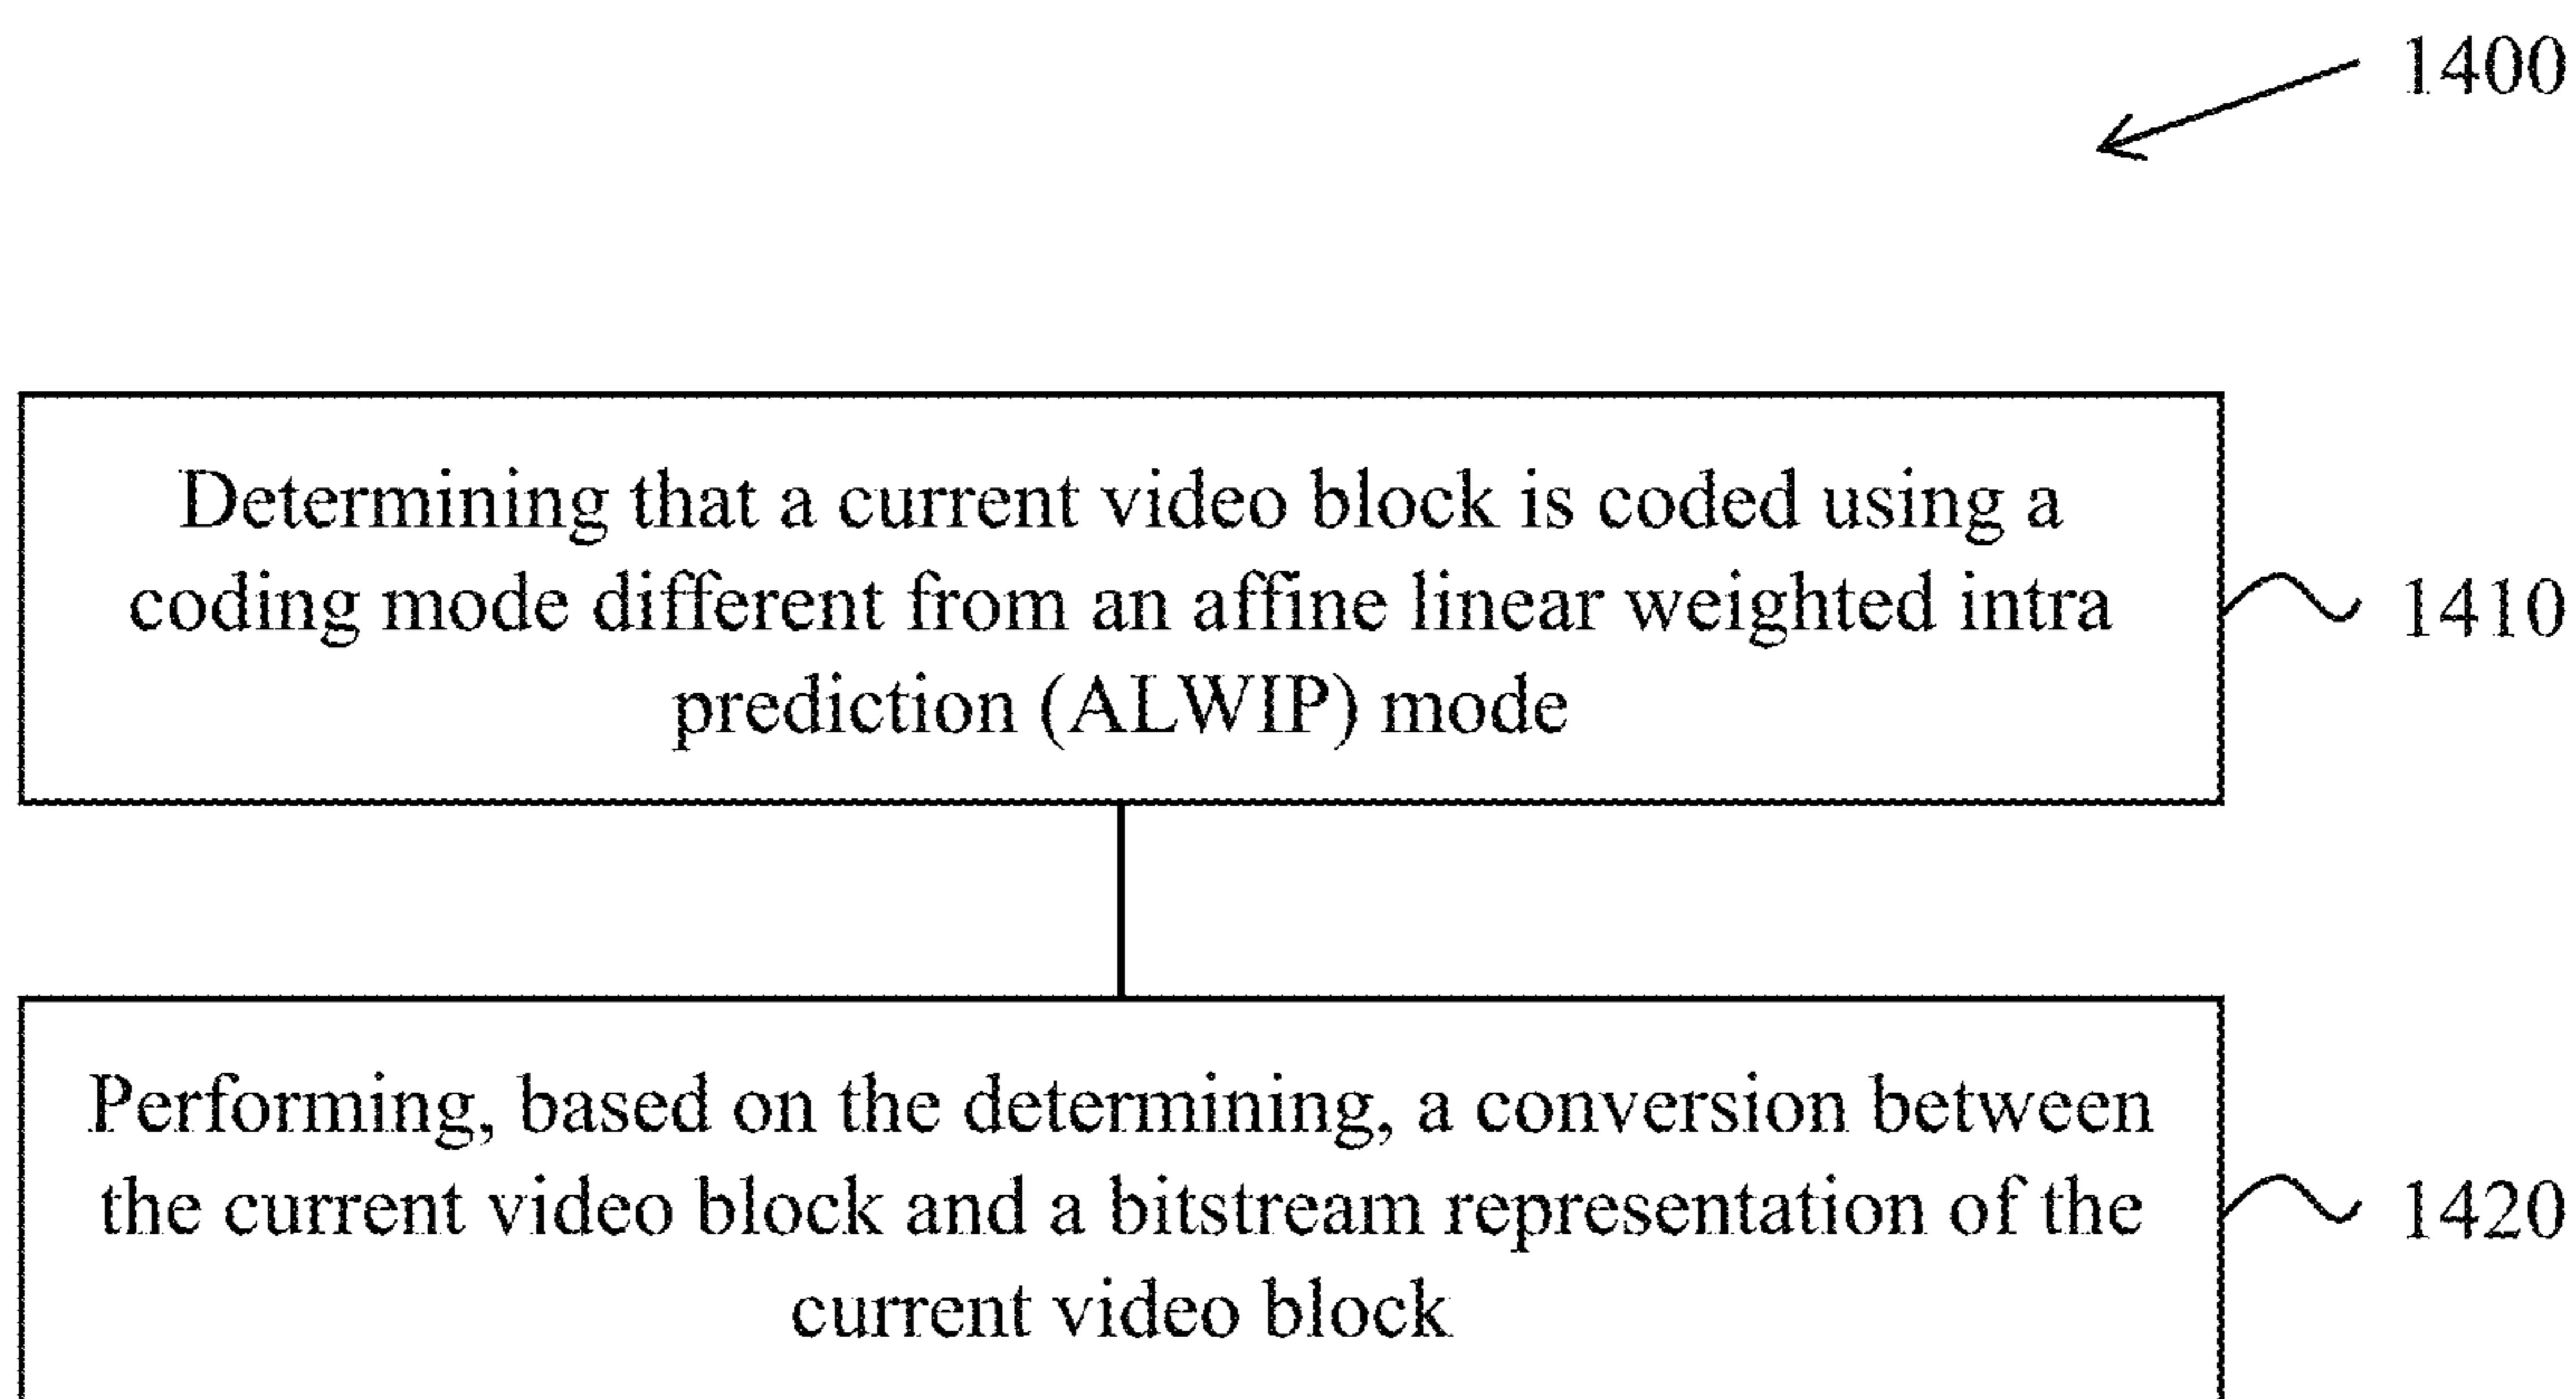 1400
Determining that a current video block is coded using a
coding mode different from an affine linear weighted intra
prediction (ALWIP) mode
1410
Performing, based on the determining, a conversion between
the current video block and a bitstream representation of the
current video block
1420